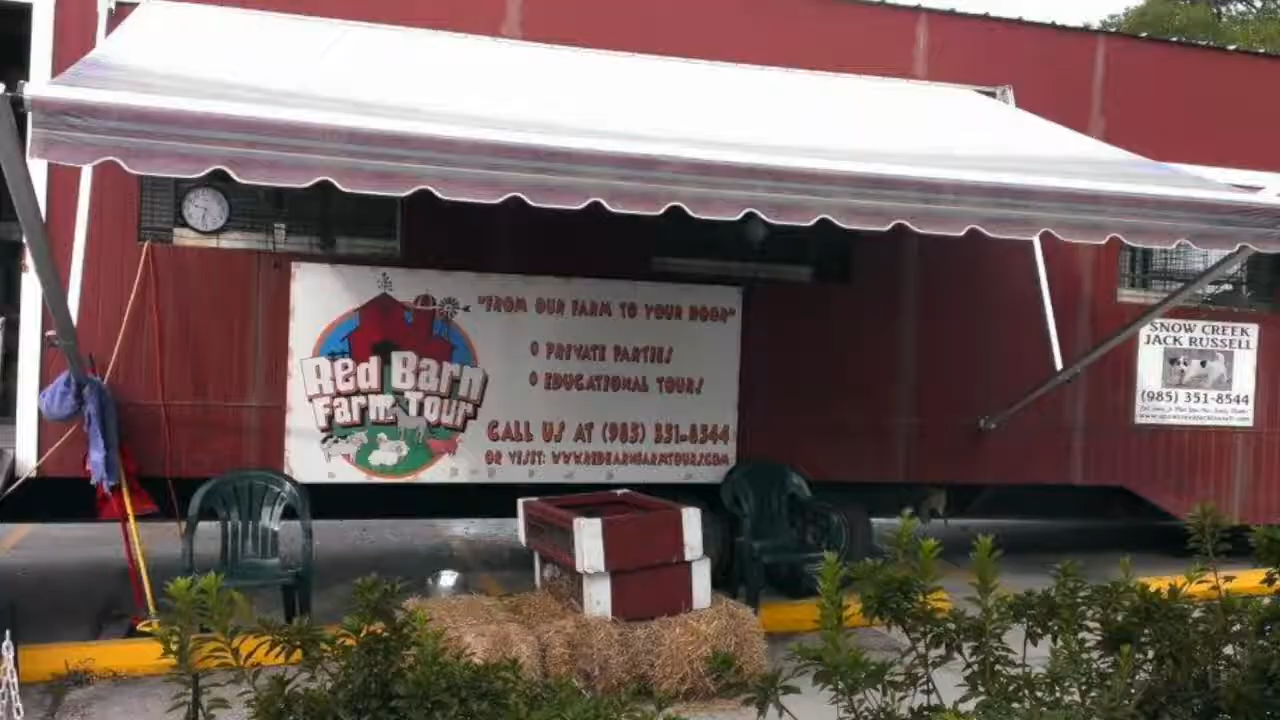 "FROM OUR FARM TO YOUR DOOR"
PRIVATE PARTIES
EDUCATIONAL TOURS
Red Barn
Farm Tour
CALL US AT (985) 351-8544
OR VISIT: WWW.REDBARNFARMTOURS.COM
SNOW CREEK
JACK RUSSELL
(985) 351-8544